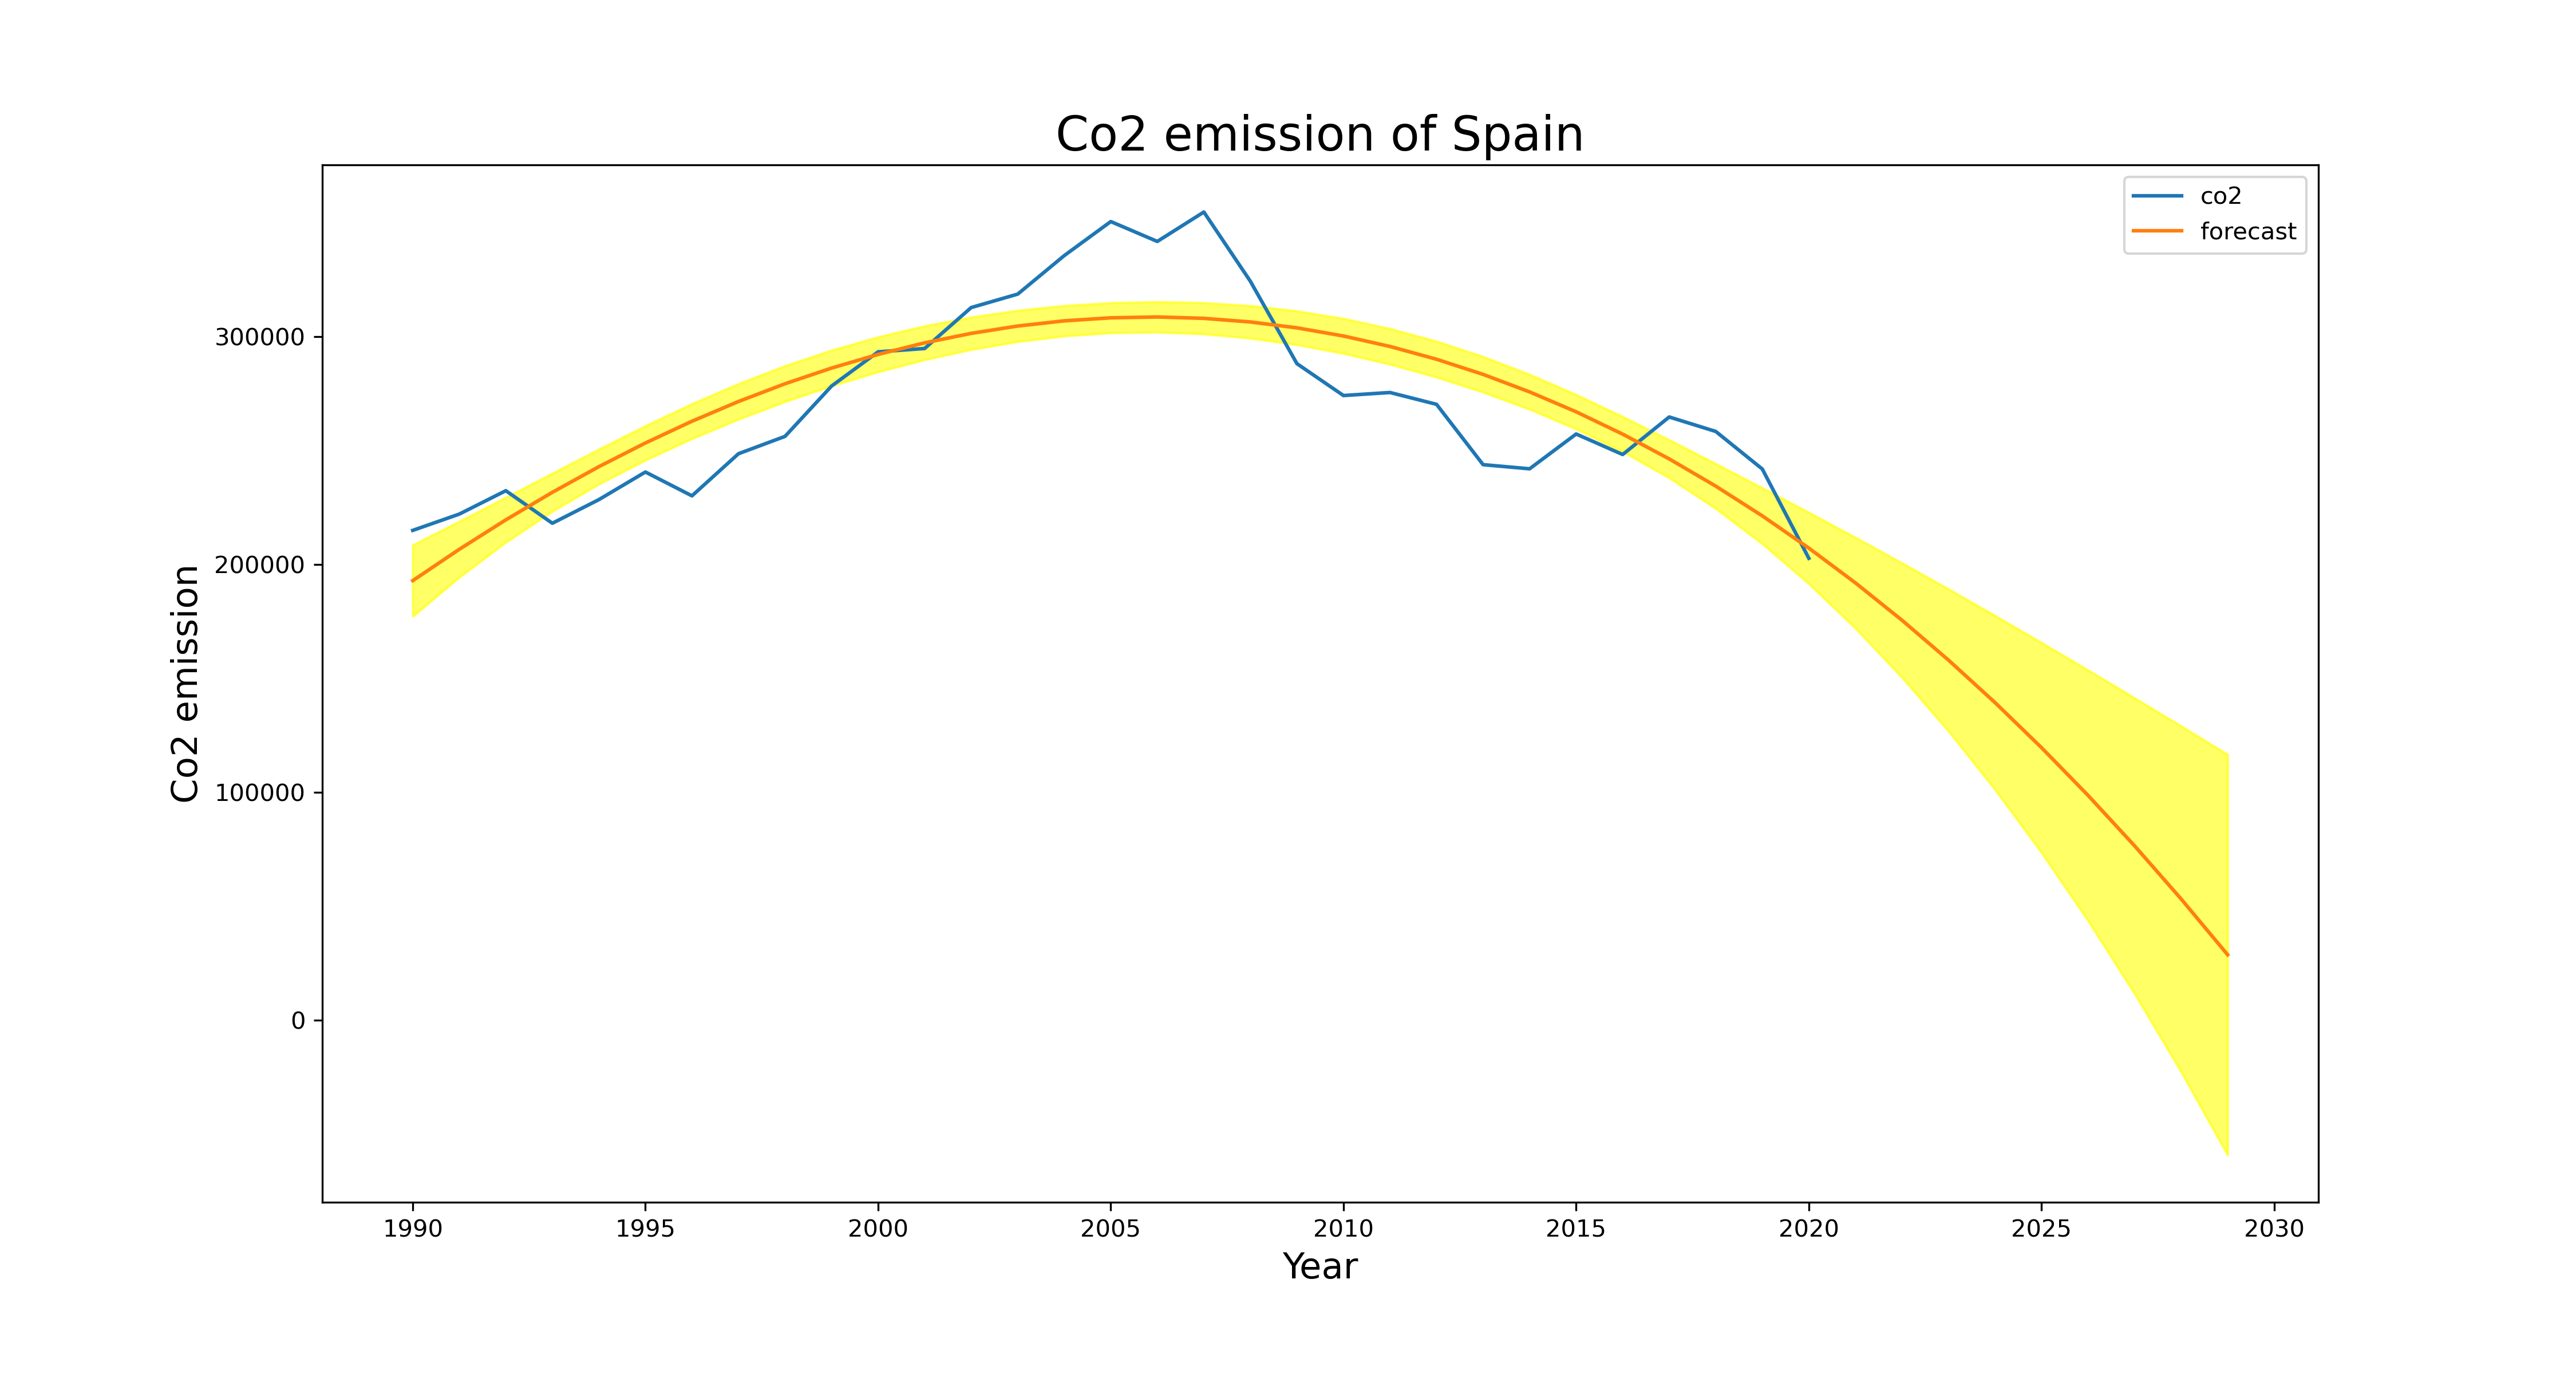 Co2 emission of Spain
co2
forecast
300000
200000
100000
0
Co2 emission
1990 1995 2000 2005 2010 2015 2020 2025 2030
Year